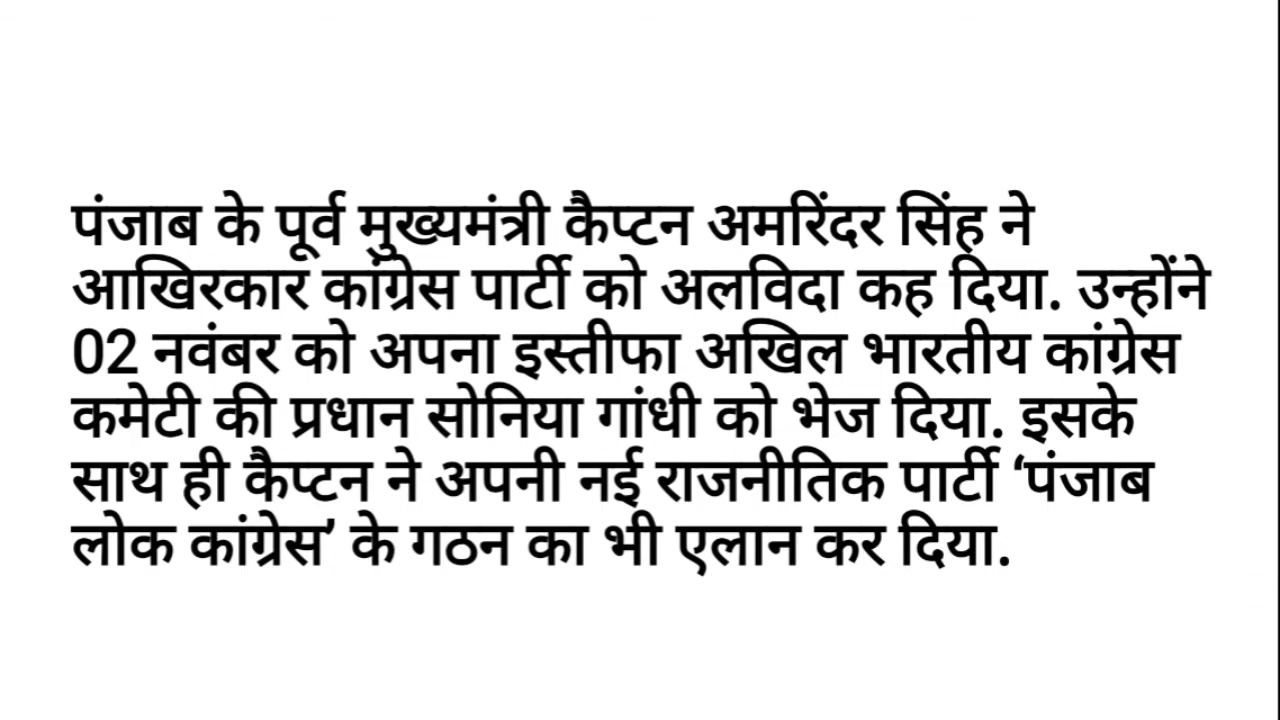 पंजाब के पूर्व मुख्यमंत्री कैप्टन अमरिंदर सिंह ने
आखिरकार कांग्रेस पार्टी को अलविदा कह दिया. उन्होंने
02 नवंबर को अपना इस्तीफा अखिल भारतीय कांग्रेस
कमेटी की प्रधान सोनिया गांधी को भेज दिया. इसके
साथ ही कैप्टन ने अपनी नई राजनीतिक पार्टी ‘पंजाब
लोक कांग्रेस’ के गठन का भी एलान कर दिया.